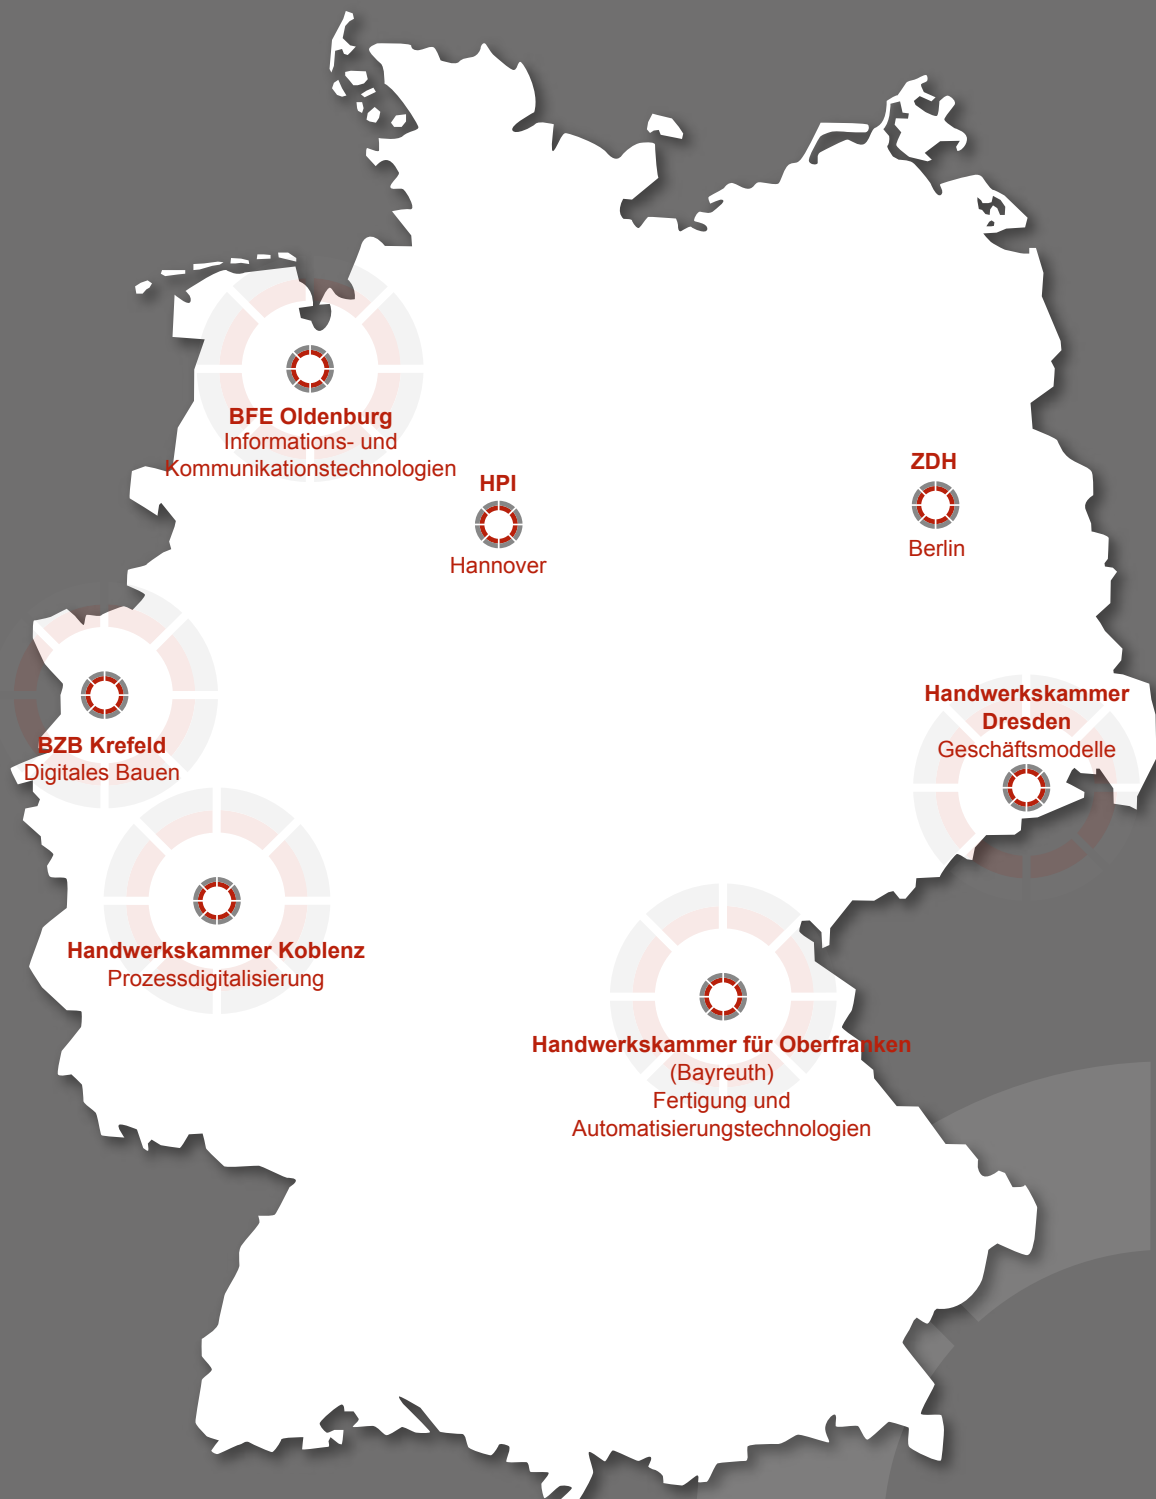 BFE Oldenburg
Informations- und
Kommunikationstechnologien
HPI
Hannover
ZDH
Berlin
BZB Krefeld
Digitales Bauen
Handwerkskammer
Dresden
Geschäftsmodelle
Handwerkskammer Koblenz
Prozessdigitalisierung
Handwerkskammer für Oberfranken
(Bayreuth)
Fertigung und
Automatisierungstechnologien